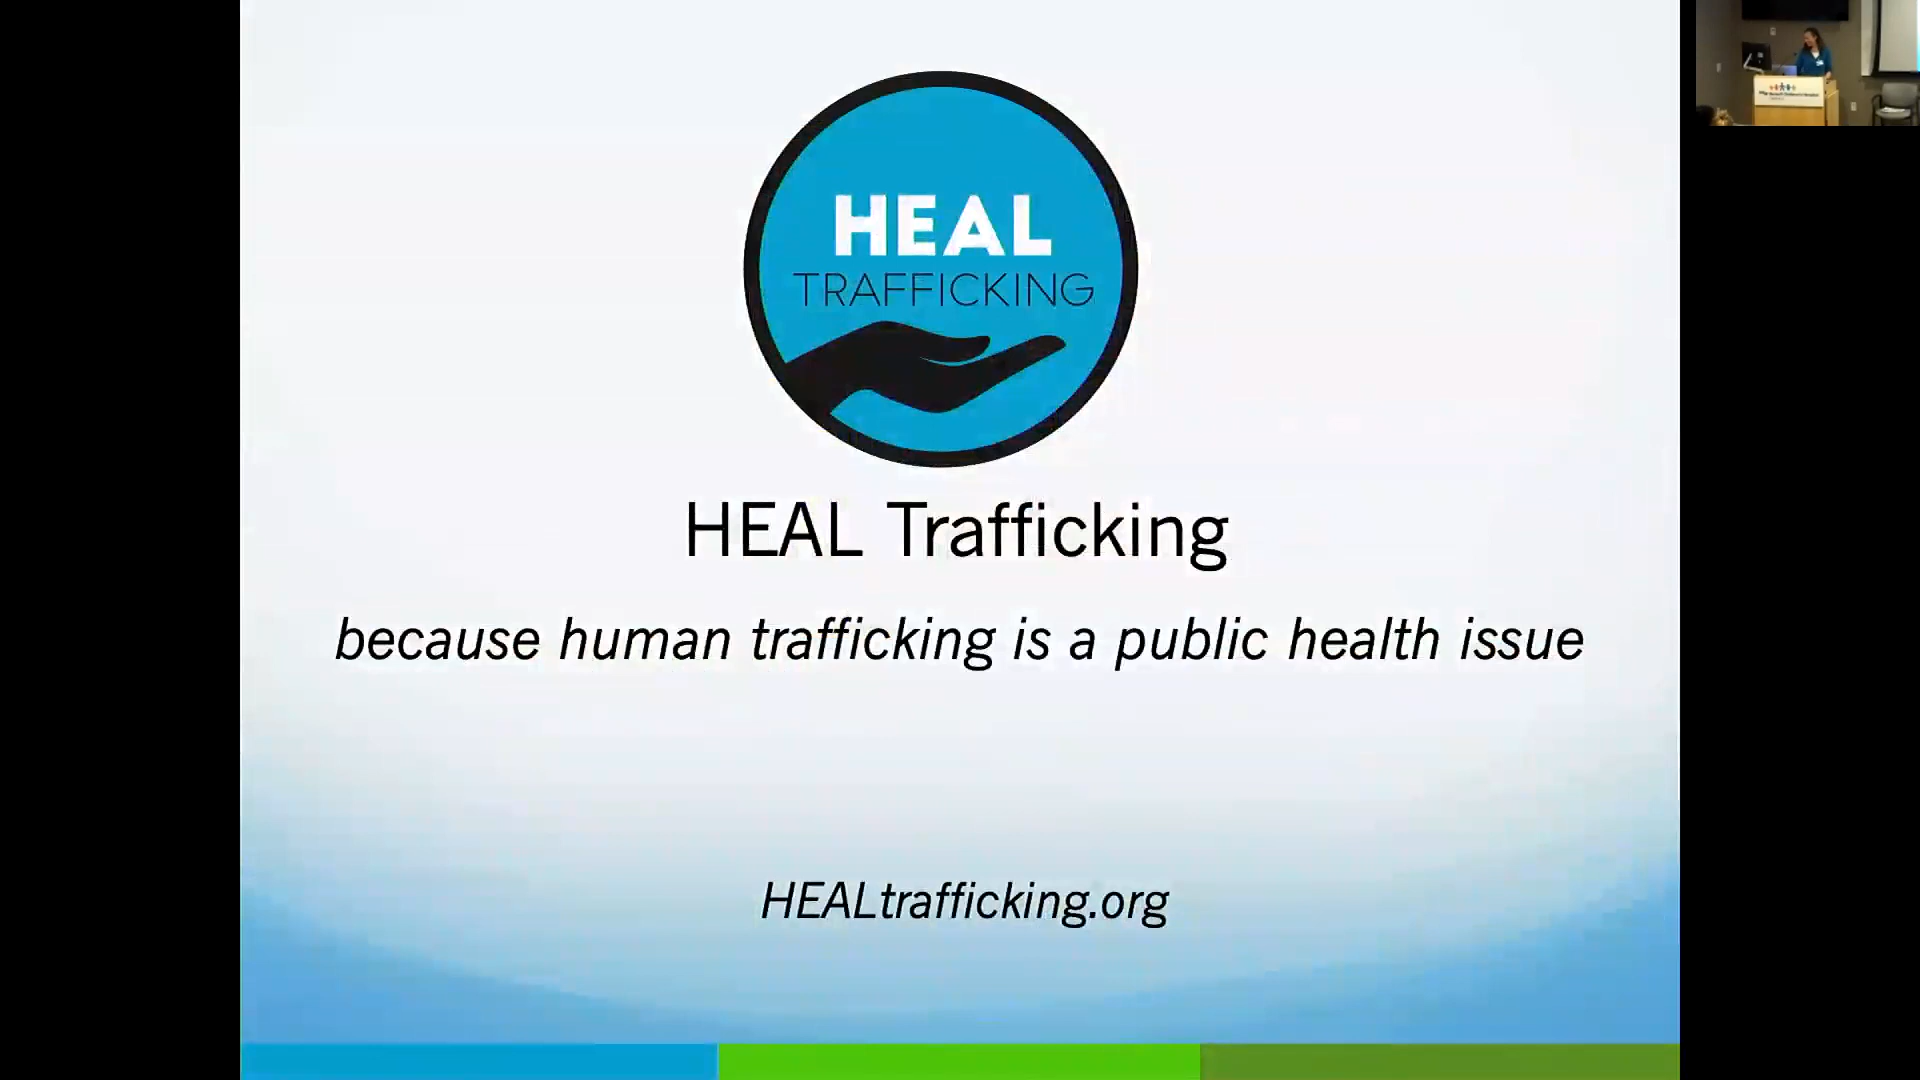 HEAL
TRAFFICKING
HEAL Trafficking
because human trafficking is a public health issue
HEALtrafficking.org